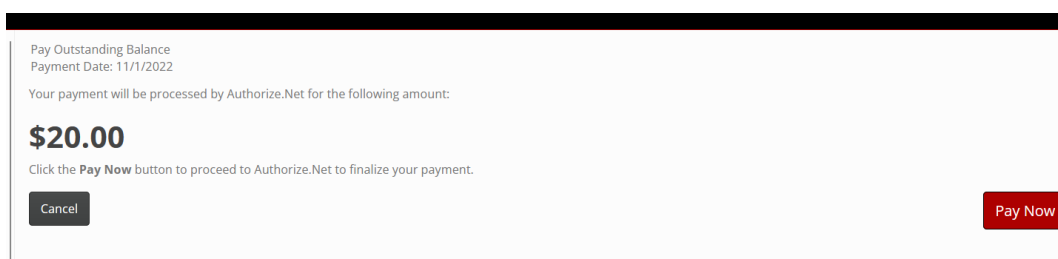 Pay Outstanding Balance
Payment Date: 11/1/2022
Your payment will be processed by Authorize.Net for the following amount:
$20.00
Click the Pay Now button to proceed to Authorize.Net to finalize your payment.
Cancel
Pay Now